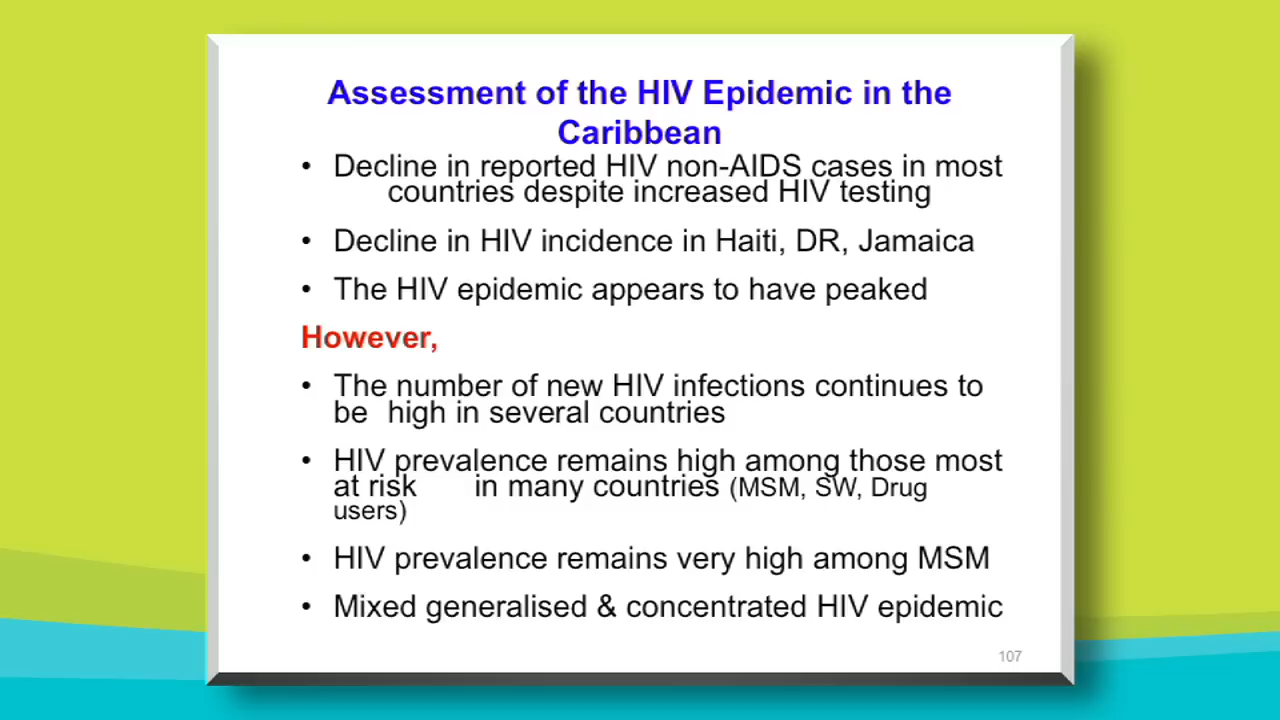 Assessment of the HIV Epidemic in the
Caribbean
• Decline in reported HIV non-AIDS cases in most
countries despite increased HIV testing
• Decline in HIV incidence in Haiti, DR, Jamaica
• The HIV epidemic appears to have peaked
However,
• The number of new HIV infections continues to
be high in several countries
• HIV prevalence remains high among those most
at risk in many countries (MSM, SW, Drug
users)
• HIV prevalence remains very high among MSM
• Mixed generalised & concentrated HIV epidemic
107